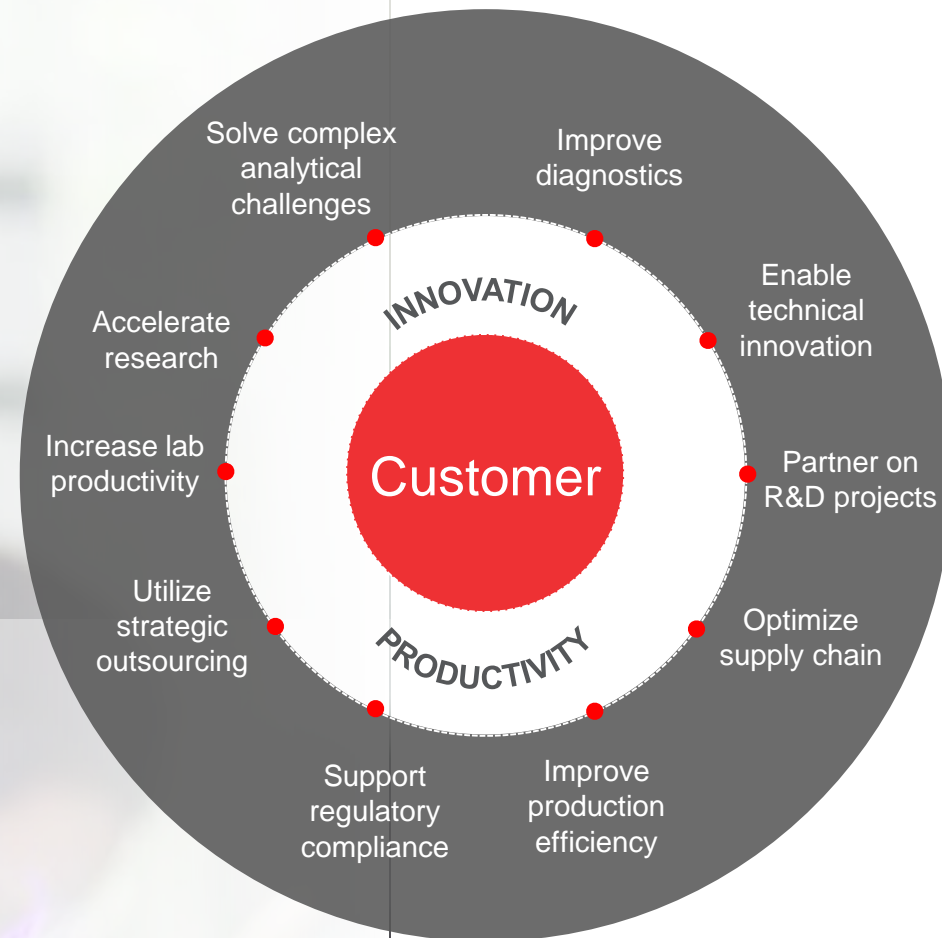 Solve complex
analytical
challenges
Improve
diagnostics
Enable
technical
innovation
Partner on
R&D projects
Optimize
supply chain
Improve
production
efficiency
Support
regulatory
compliance
Utilize
strategic
outsourcing
Increase lab
productivity
Accelerate
research
INNOVATION
Customer
PRODUCTIVITY